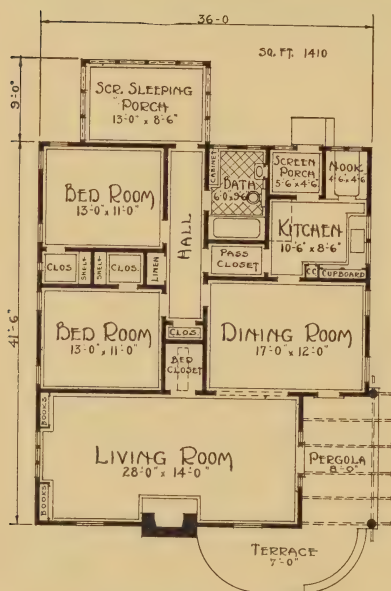 36-0
SQ. FT. 1410
9'-0"
SCR. SLEEPING
PORCH
13'-0" x 8'-6"
CABINET
BATH
6'-0 x 9'-6"
SCREEN
PORCH
5'-6 x 4'-6"
NOOK
4'-6 x 4'-6"
BED ROOM
13'-0" x 11'-0"
HALL
KITCHEN
10'-6" x 8'-6"
CLOS.
SHELF
SHELF
CLOS.
LINEN
PASS
CLOSET
CC
CUPBOARD
41'-6"
BED ROOM
13'-0" x 11'-0"
CLOS.
BED
CLOSET
DINING ROOM
17'-0" x 12'-0"
BOOKS
LIVING ROOM
28'-0" x 14'-0"
BOOKS
PERGOLA
8'-0"
TERRACE
7'-0"